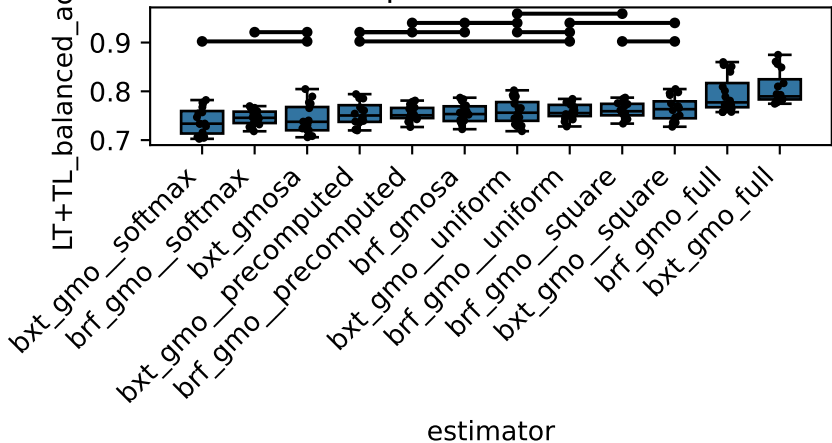 LT+TL_balanced_ac
0.9
0.8
0.7
bxt_gmo__softmax
brf_gmo__softmax
bxt_gmosa
bxt_gmo__precomputed
brf_gmo__precomputed
brf_gmosa
bxt_gmo__uniform
brf_gmo__uniform
brf_gmo__square
bxt_gmo__square
brf_gmo_full
bxt_gmo_full
estimator